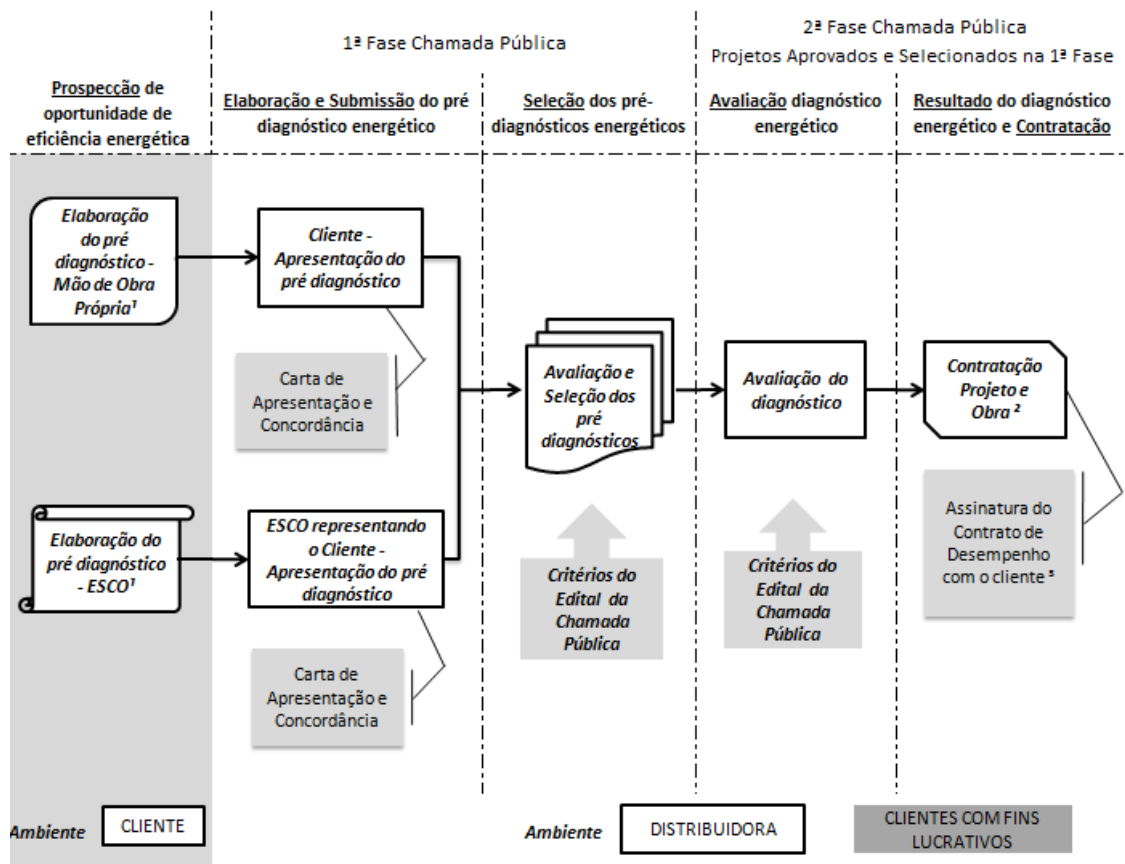 1ª Fase Chamada Pública
2ª Fase Chamada Pública
Projetos Aprovados e Selecionados na 1ª Fase
Prospecção de
oportunidade de
eficiência energética
Elaboração e Submissão do pré
diagnóstico energético
Seleção dos pré-
diagnósticos energéticos
Avaliação diagnóstico
energético
Resultado do diagnóstico
energético e Contratação
Elaboração
do pré
diagnóstico -
Mão de Obra
Própria¹
Cliente -
Apresentação do
pré diagnóstico
Carta de
Apresentação e
Concordância
Avaliação e
Seleção dos
pré
diagnósticos
Avaliação do
diagnóstico
Contratação
Projeto e
Obra ²
Elaboração do
pré diagnóstico
- ESCO¹
ESCO representando
o Cliente -
Apresentação do pré
diagnóstico
Carta de
Apresentação e
Concordância
Critérios do
Edital da
Chamada
Pública
Critérios do
Edital da
Chamada
Pública
Assinatura do
Contrato de
Desempenho
com o cliente ³
Ambiente
CLIENTE
Ambiente
DISTRIBUIDORA
CLIENTES COM FINS
LUCRATIVOS